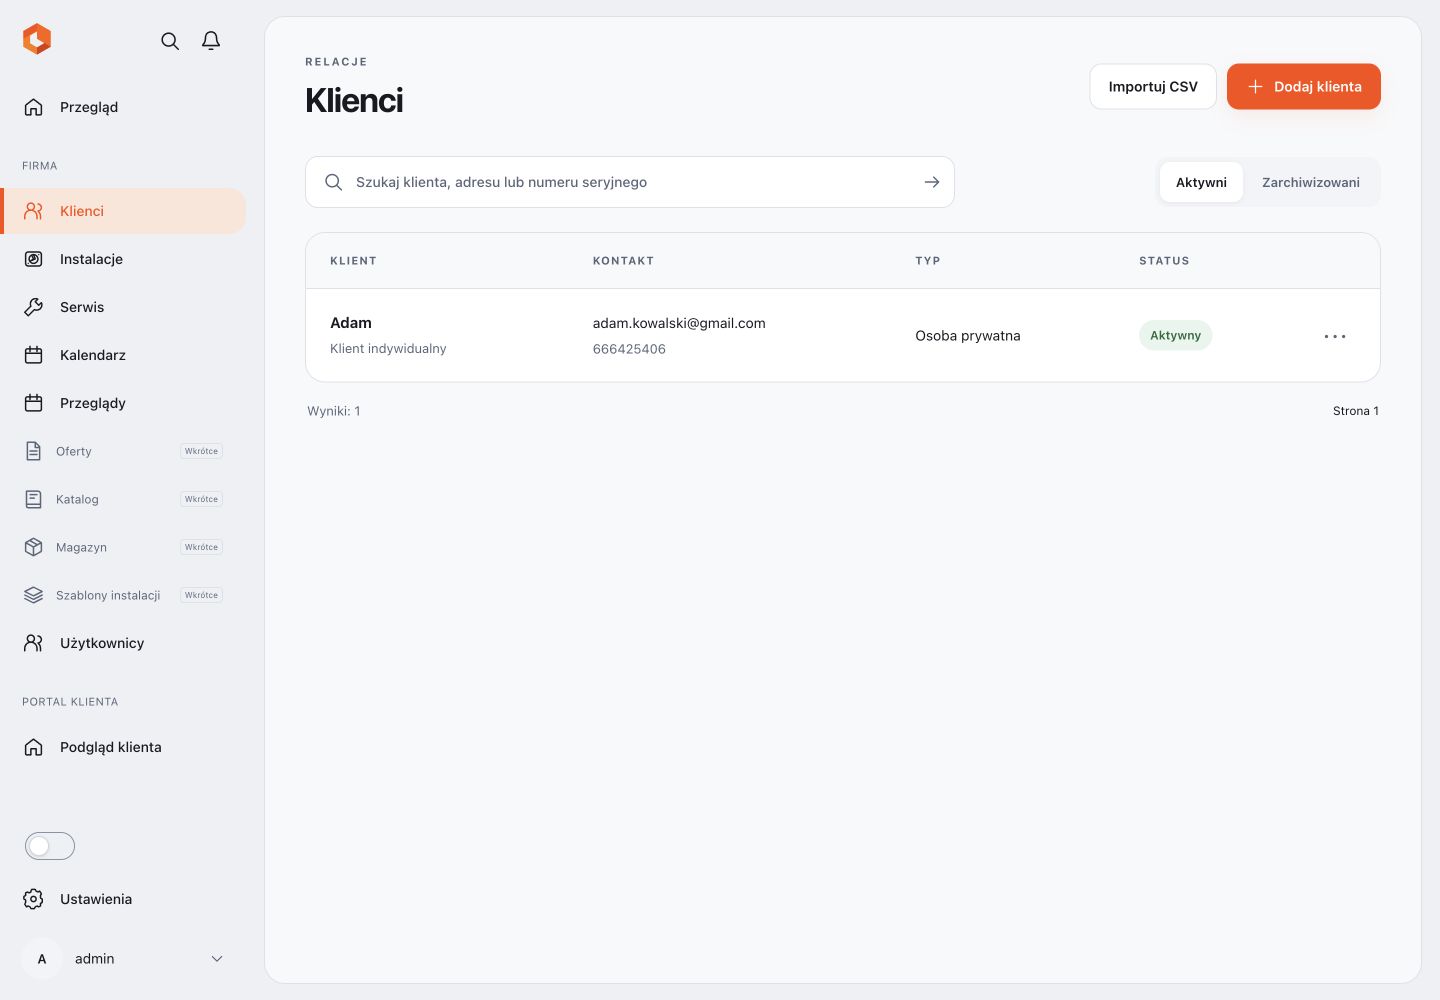 Przegląd
FIRMA
Klienci
Instalacje
Serwis
Kalendarz
Przeglądy
Oferty Wkrótce
Katalog Wkrótce
Magazyn Wkrótce
Szablony instalacji Wkrótce
Użytkownicy
PORTAL KLIENTA
Podgląd klienta
Ustawienia
A admin
RELACJE
Klienci
Importuj CSV
Dodaj klienta
Szukaj klienta, adresu lub numeru seryjnego
Aktywni Zarchiwizowani
KLIENT KONTAKT TYP STATUS
Adam
Klient indywidualny
adam.kowalski@gmail.com
666425406
Osoba prywatna
Aktywny
Wyniki: 1
Strona 1